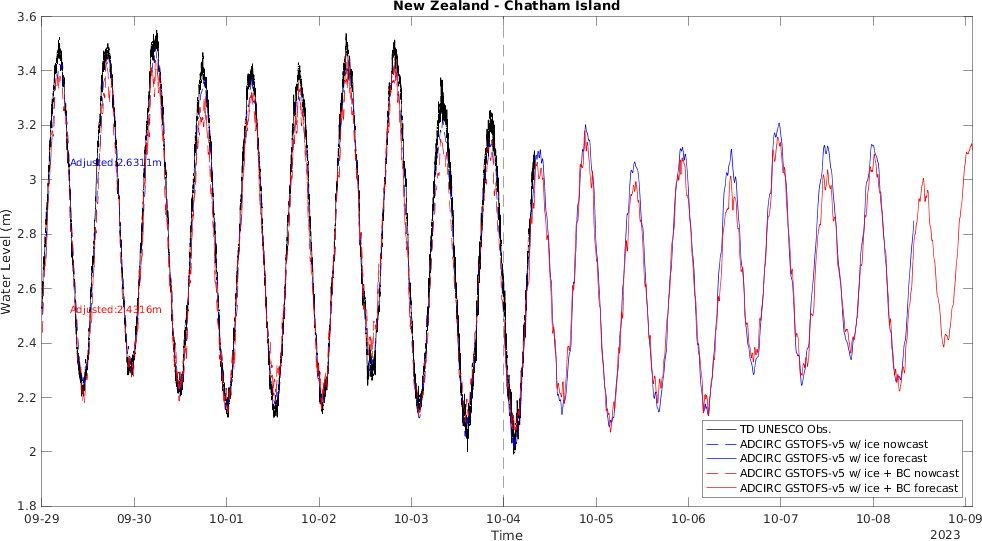 New Zealand - Chatham Island
3.6
3.4
3.2
3
2.8
2.6
2.4
2.2
2
1.8
Water Level (m)
Adjusted:2.6311m
Adjusted:2.4316m
TD UNESCO Obs.
ADCIRC GSTOFS-v5 w/ ice nowcast
ADCIRC GSTOFS-v5 w/ ice forecast
ADCIRC GSTOFS-v5 w/ ice + BC nowcast
ADCIRC GSTOFS-v5 w/ ice + BC forecast
09-29 09-30 10-01 10-02 10-03 10-04 10-05 10-06 10-07 10-08 10-09
Time
2023